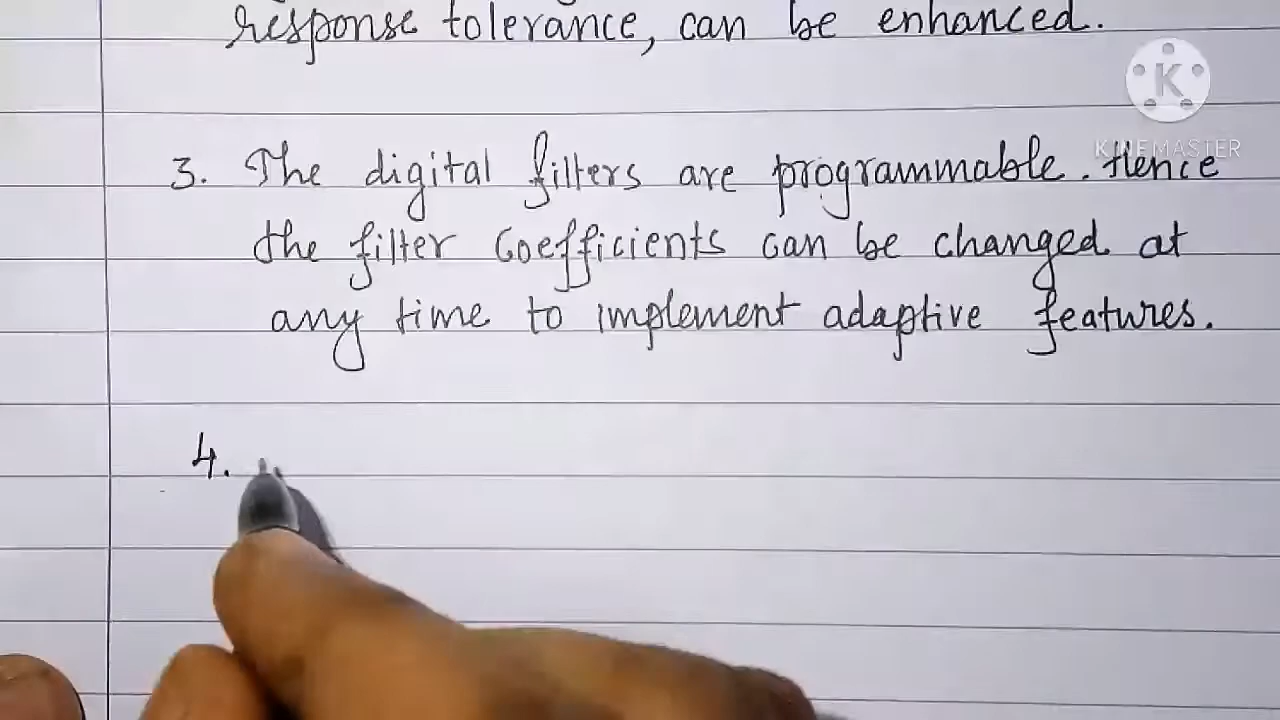 response tolerance, can be enhanced.
K
KINEMASTER
3. The digital filters are programmable. Hence
the filter Coefficients can be changed at
any time to implement adaptive features.
4.